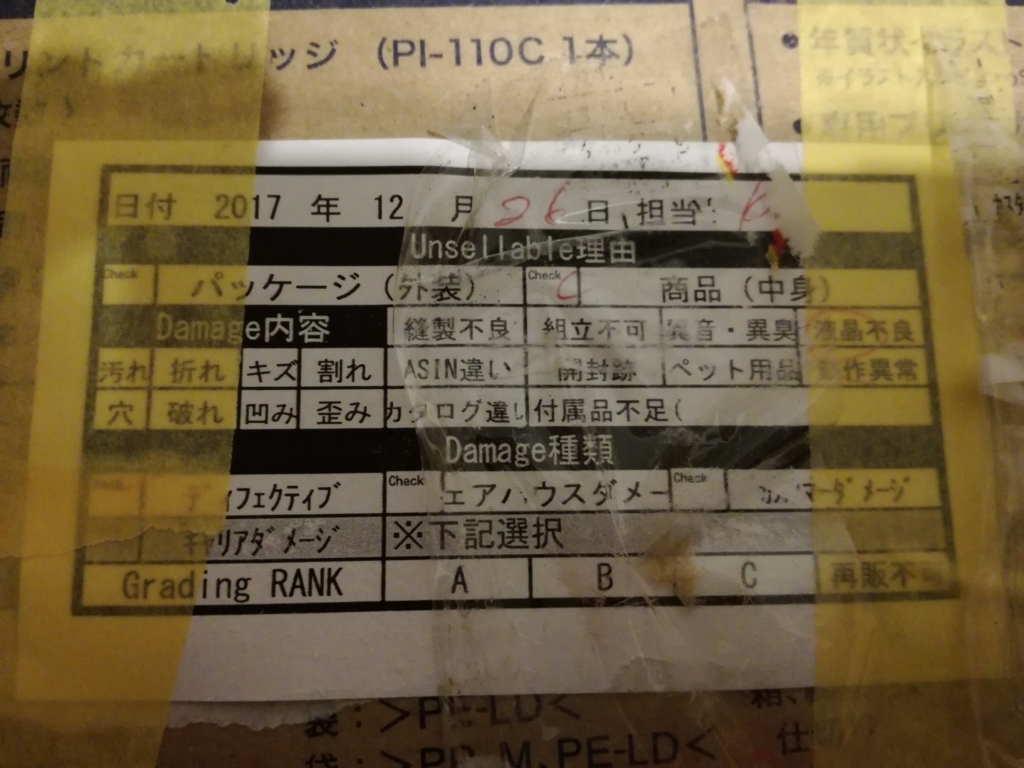 リントカートリッジ (PI-110C 1本)
年賀状
日付 2017 年 12 月 26 日 担当: K.
Unsellable理由
Check パッケージ (外装) Check 商品 (中身)
Damage内容 縫製不良 組立不可 異音・異臭 液晶不良
汚れ 折れ キズ 割れ ASIN違い 開封跡 ペット用品 動作異常
穴 破れ 凹み 歪み カタログ違い 付属品不足(
Damage種類
ディフェクティブ Check ェアハウスダメー Check カスタマーダメージ
キャリアダメージ ※下記選択
Grading RANK A B C 再販不可
袋:>PE-LD<
袋:>PP, M, PE-LD<